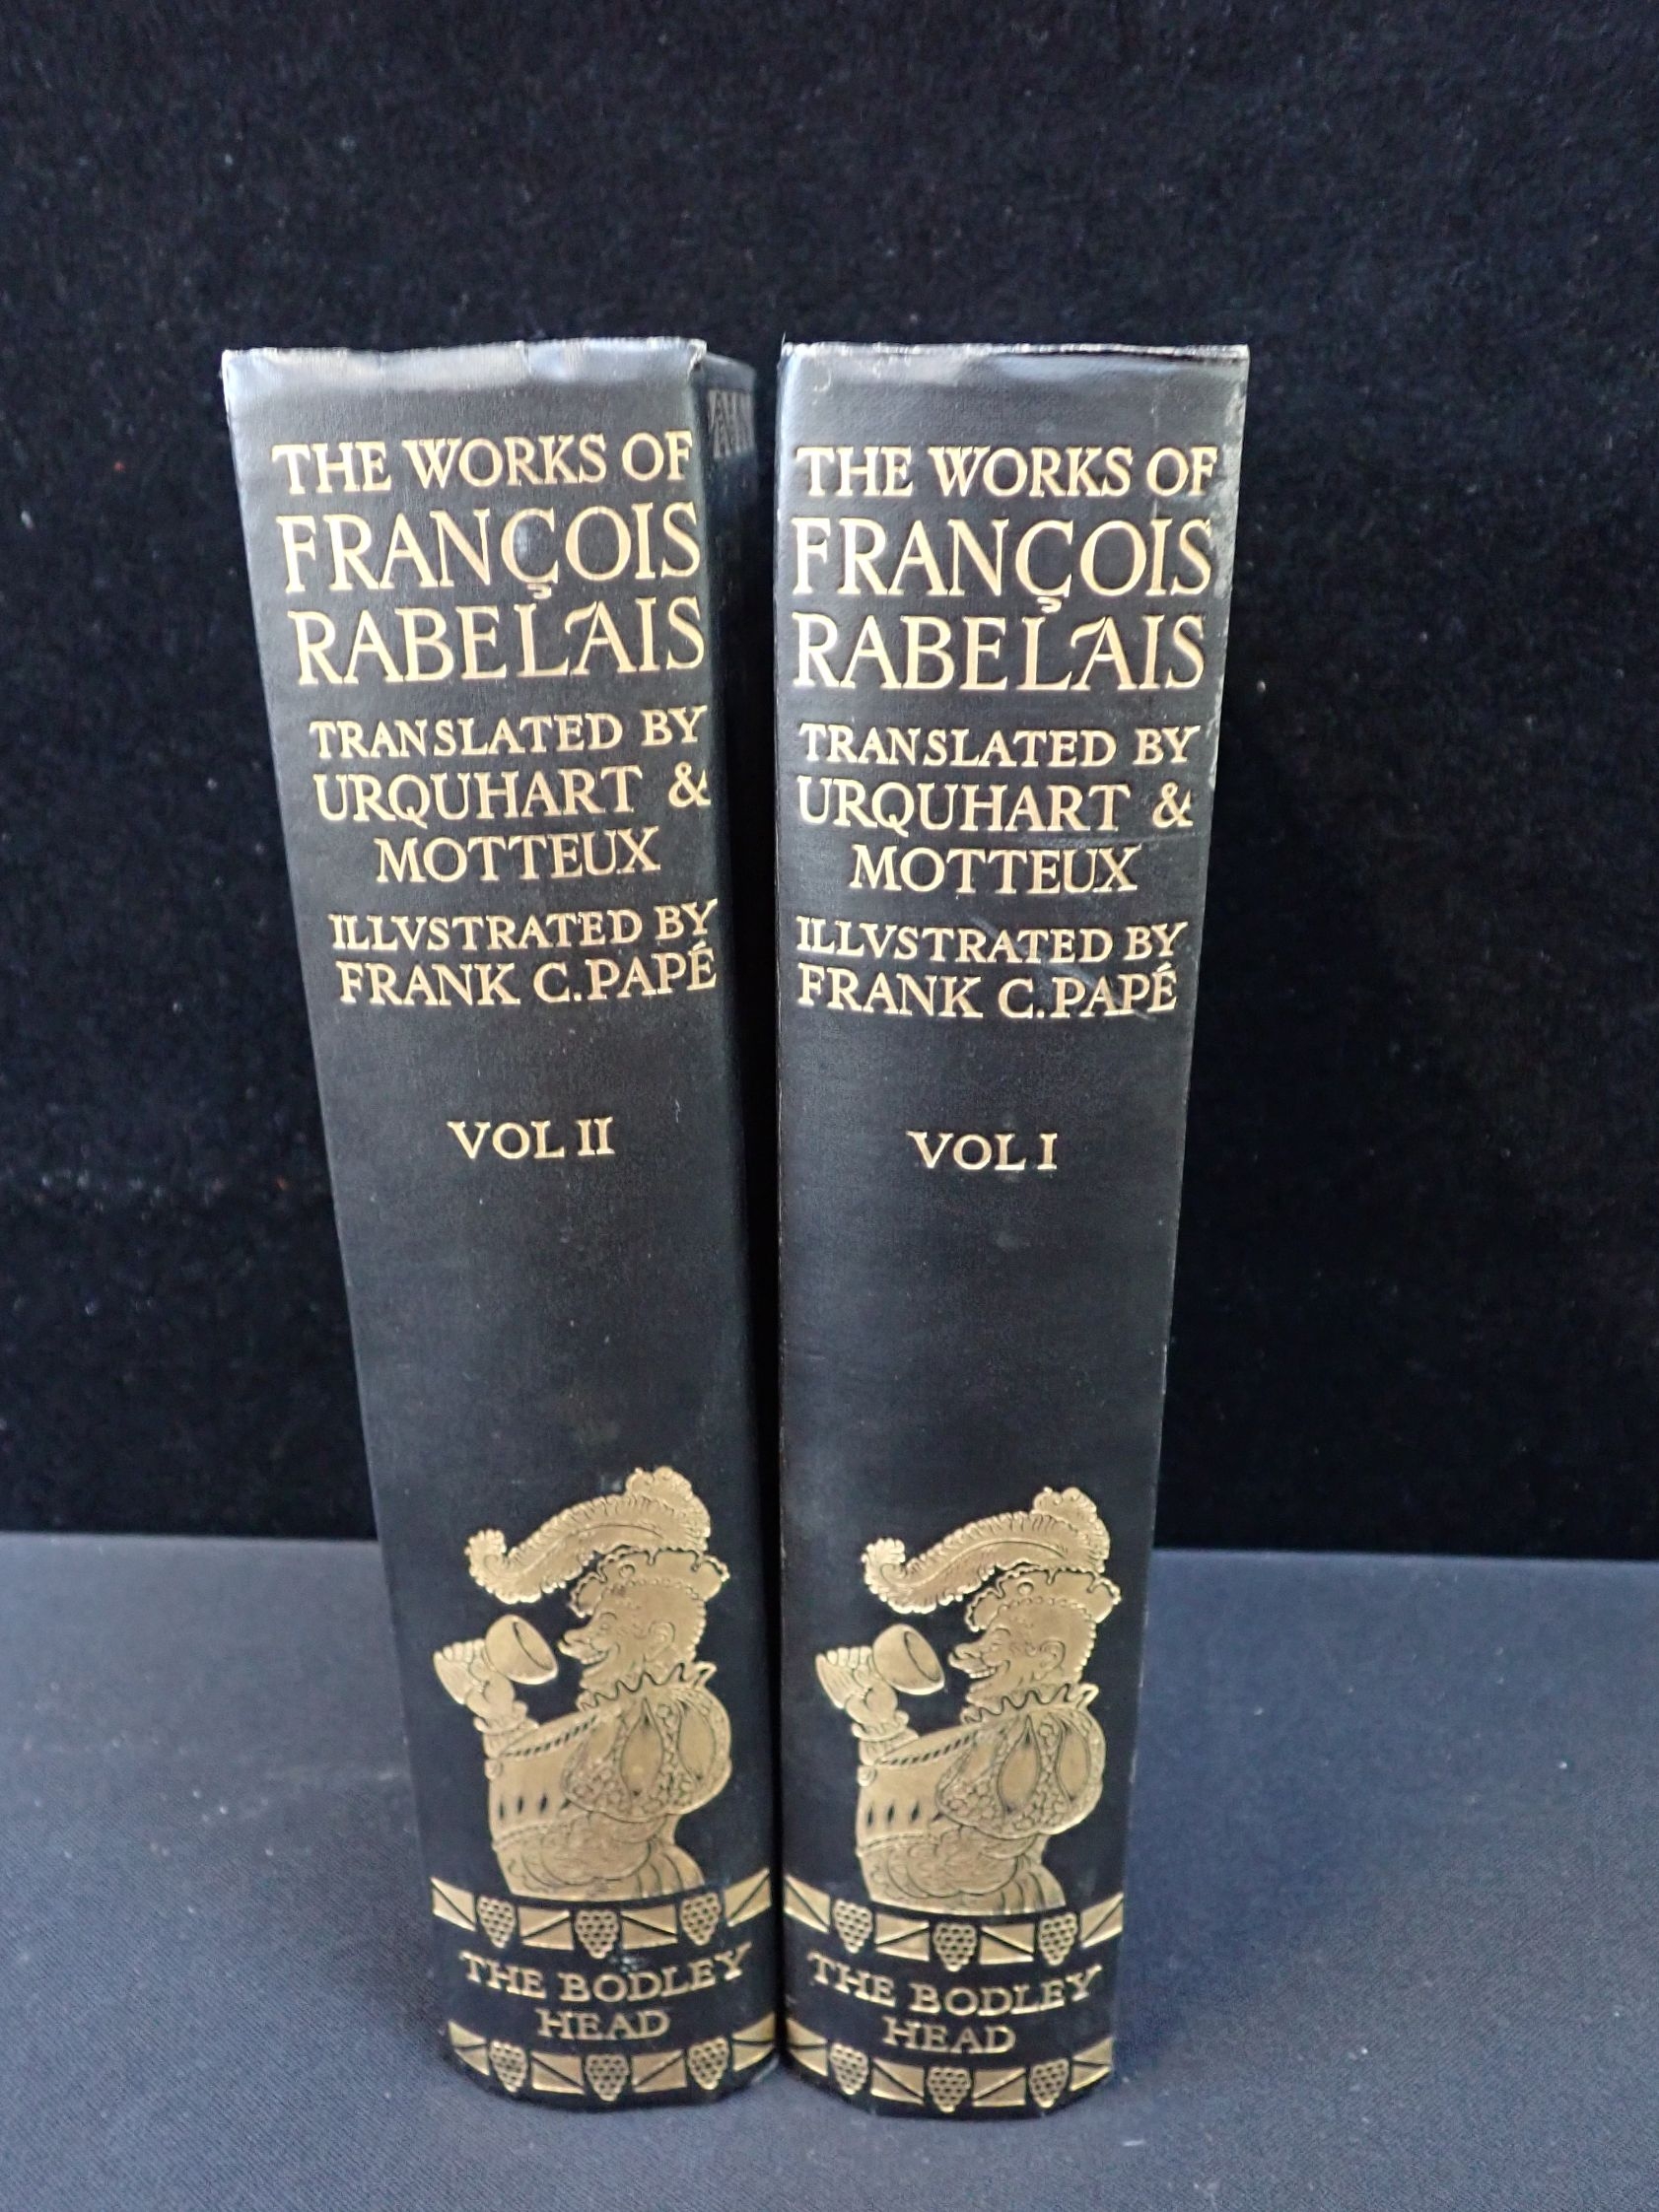 THE WORKS OF
FRANÇOIS
RABELAIS
TRANSLATED BY
URQUHART &
MOTTEUX
ILLVSTRATED BY
FRANK C. PAPÉ
VOL II
THE BODLEY
HEAD
THE WORKS OF
FRANÇOIS
RABELAIS
TRANSLATED BY
URQUHART &
MOTTEUX
ILLVSTRATED BY
FRANK C. PAPÉ
VOL I
THE BODLEY
HEAD